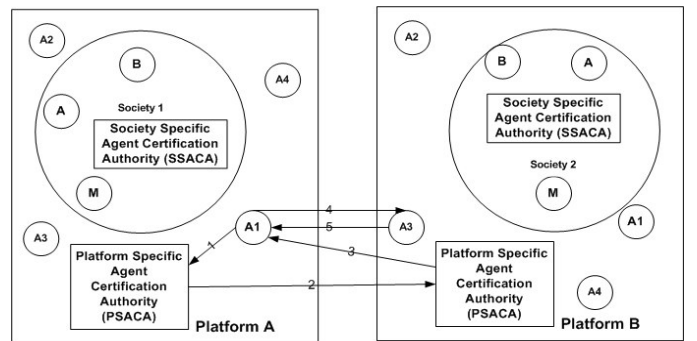 A2
B
A4
A
Society 1
Society Specific
Agent Certification
Authority (SSACA)
M
A3
A1
Platform Specific
Agent
Certification
Authority
(PSACA)
Platform A
1
2
3
4
5
A2
B
A
Society Specific
Agent Certification
Authority (SSACA)
Society 2
M
A1
A3
Platform Specific
Agent
Certification
Authority
(PSACA)
A4
Platform B